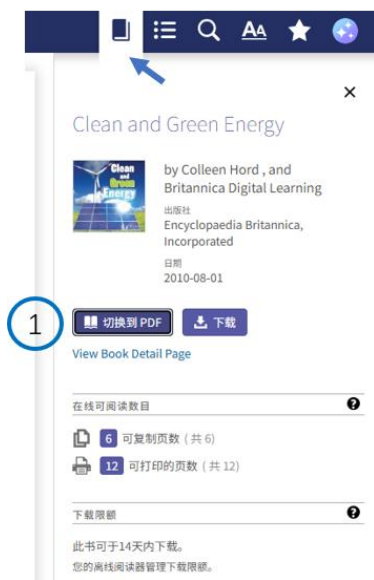 AA
×
Clean and Green Energy
Clean
and
Green
Energy
by Colleen Hord , and
Britannica Digital Learning
出版社
Encyclopaedia Britannica,
Incorporated
日期
2010-08-01
1
切换到 PDF
下载
View Book Detail Page
在线可阅读数目
?
6 可复制页数 ( 共 6)
12 可打印的页数 ( 共 12)
下载限额
?
此书可于14天内下载。
您的离线阅读器管理下载限额。